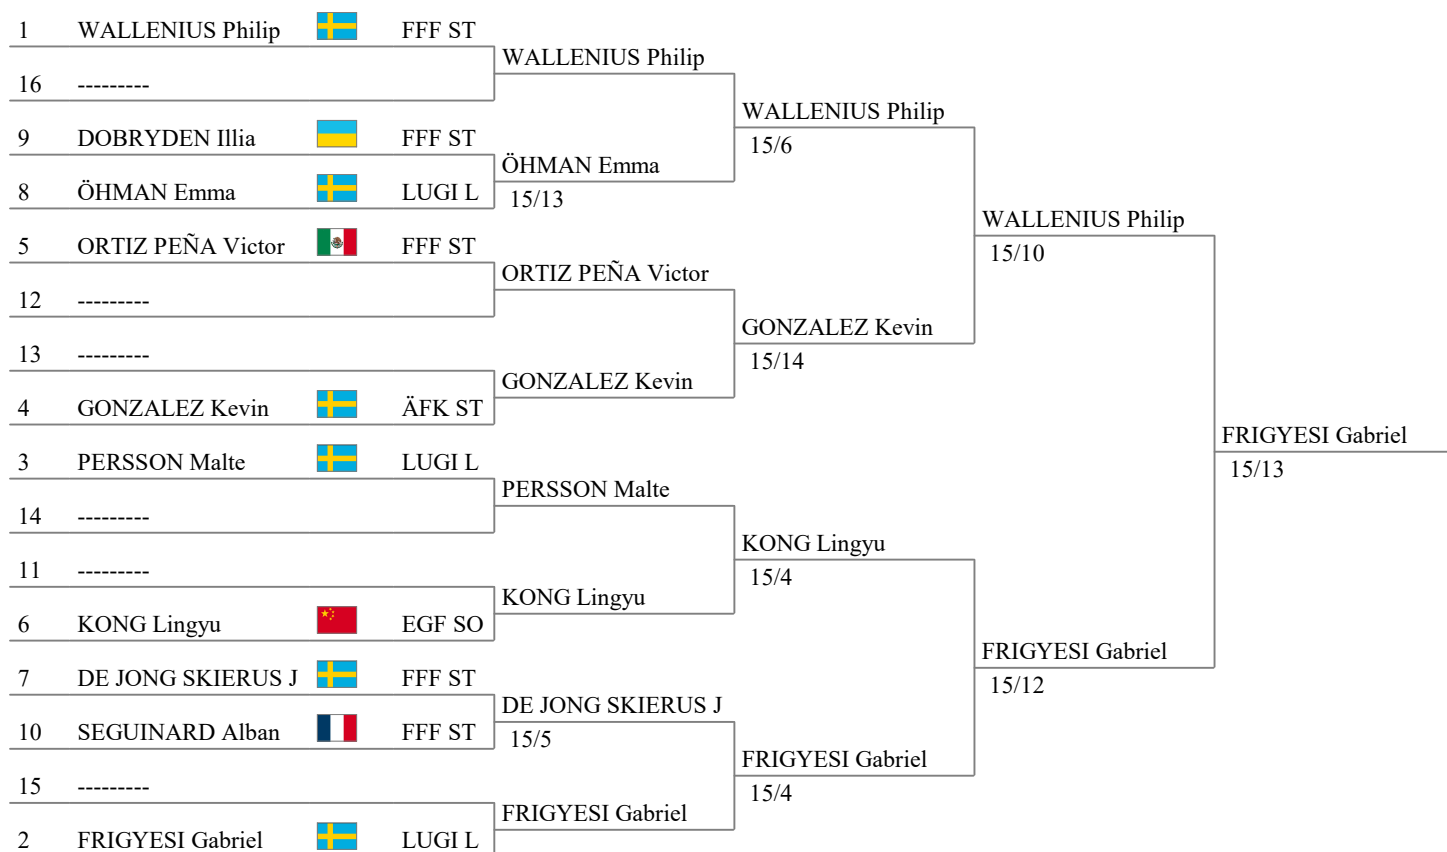 1 WALLENIUS Philip FFF ST
16 ---------
9 DOBRYDEN Illia FFF ST
8 ÖHMAN Emma LUGI L
5 ORTIZ PEÑA Victor FFF ST
12 ---------
13 ---------
4 GONZALEZ Kevin ÄFK ST
3 PERSSON Malte LUGI L
14 ---------
11 ---------
6 KONG Lingyu EGF SO
7 DE JONG SKIERUS J FFF ST
10 SEGUINARD Alban FFF ST
15 ---------
2 FRIGYESI Gabriel LUGI L
WALLENIUS Philip
ÖHMAN Emma
15/13
ORTIZ PEÑA Victor
GONZALEZ Kevin
PERSSON Malte
KONG Lingyu
DE JONG SKIERUS J
15/5
FRIGYESI Gabriel
WALLENIUS Philip
15/6
GONZALEZ Kevin
15/14
KONG Lingyu
15/4
FRIGYESI Gabriel
15/4
WALLENIUS Philip
15/10
FRIGYESI Gabriel
15/12
FRIGYESI Gabriel
15/13